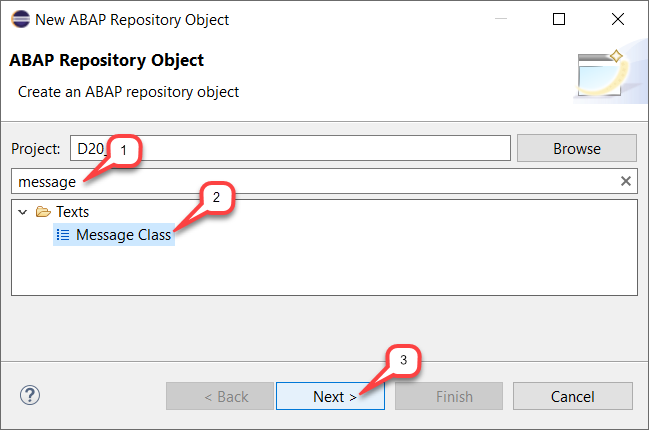 New ABAP Repository Object
ABAP Repository Object
Create an ABAP repository object
Project: D20_ Browse
1
message
2
Texts
Message Class
3
? < Back Next > Finish Cancel